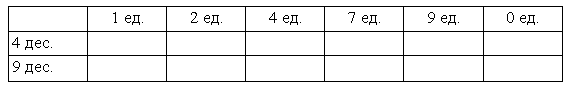 1 ед. 2 ед. 4 ед. 7 ед. 9 ед. 0 ед.
4 дес.
9 дес.